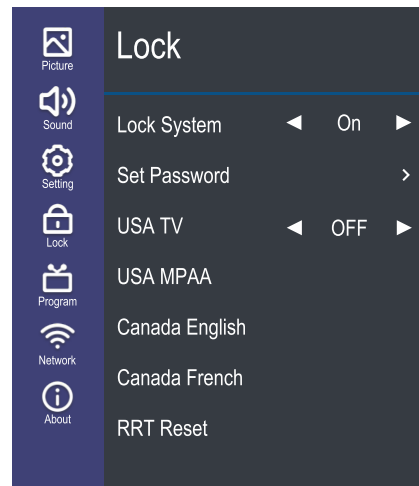 Picture
Sound
Setting
Lock
Program
Network
About
Lock
Lock System On
Set Password
USA TV OFF
USA MPAA
Canada English
Canada French
RRT Reset